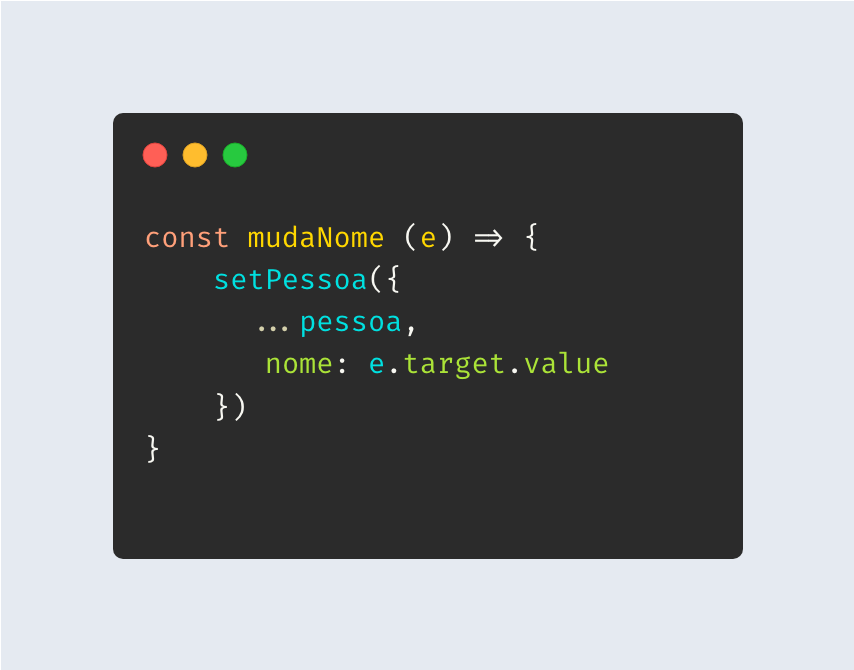 const mudaNome (e) => {
setPessoa({
...pessoa,
nome: e.target.value
})
}